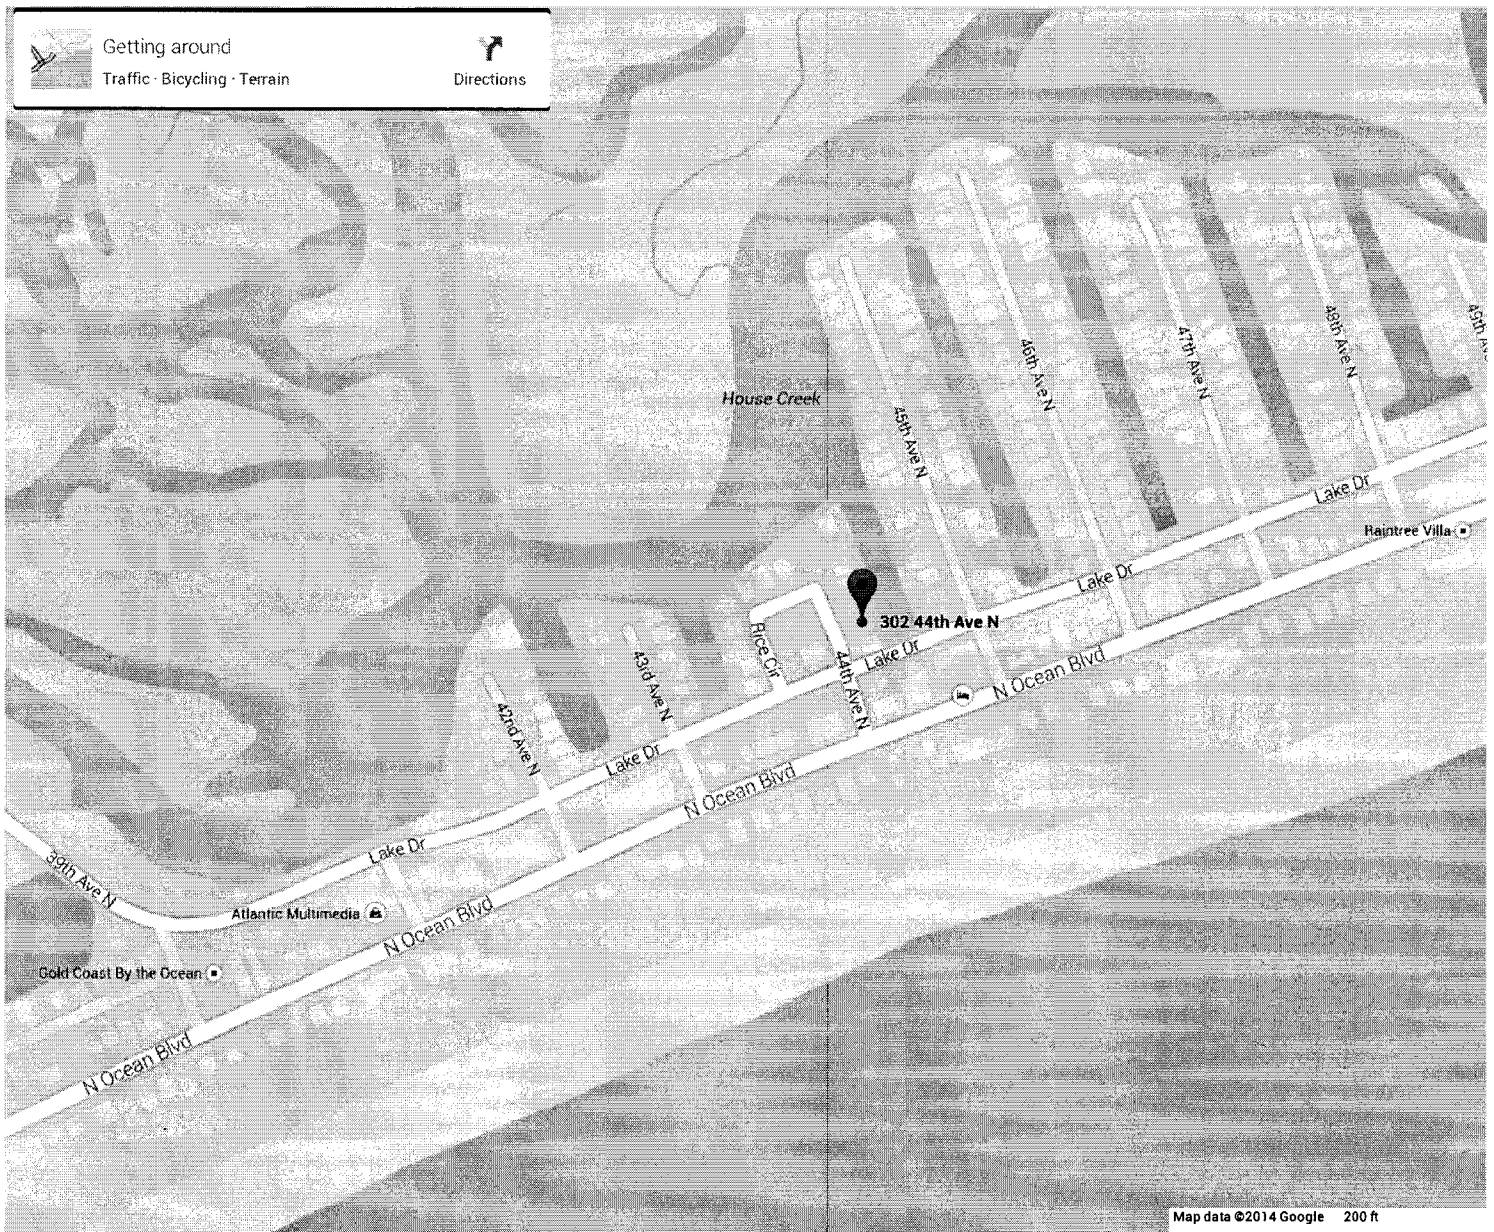 Getting around
Traffic · Bicycling · Terrain
Directions
49th Av
48th Ave N
47th Ave N
46th Ave N
House Creek
45th Ave N
Lake Dr
Raintree Villa
Lake Dr
302 44th Ave N
Rice Cir
Lake Dr
44th Ave N
43rd Ave N
N Ocean Blvd
42nd Ave N
Lake Dr
N Ocean Blvd
Lake Dr
39th Ave N
Atlantic Multimedia
N Ocean Blvd
Gold Coast By the Ocean
N Ocean Blvd
Map data ©2014 Google 200 ft